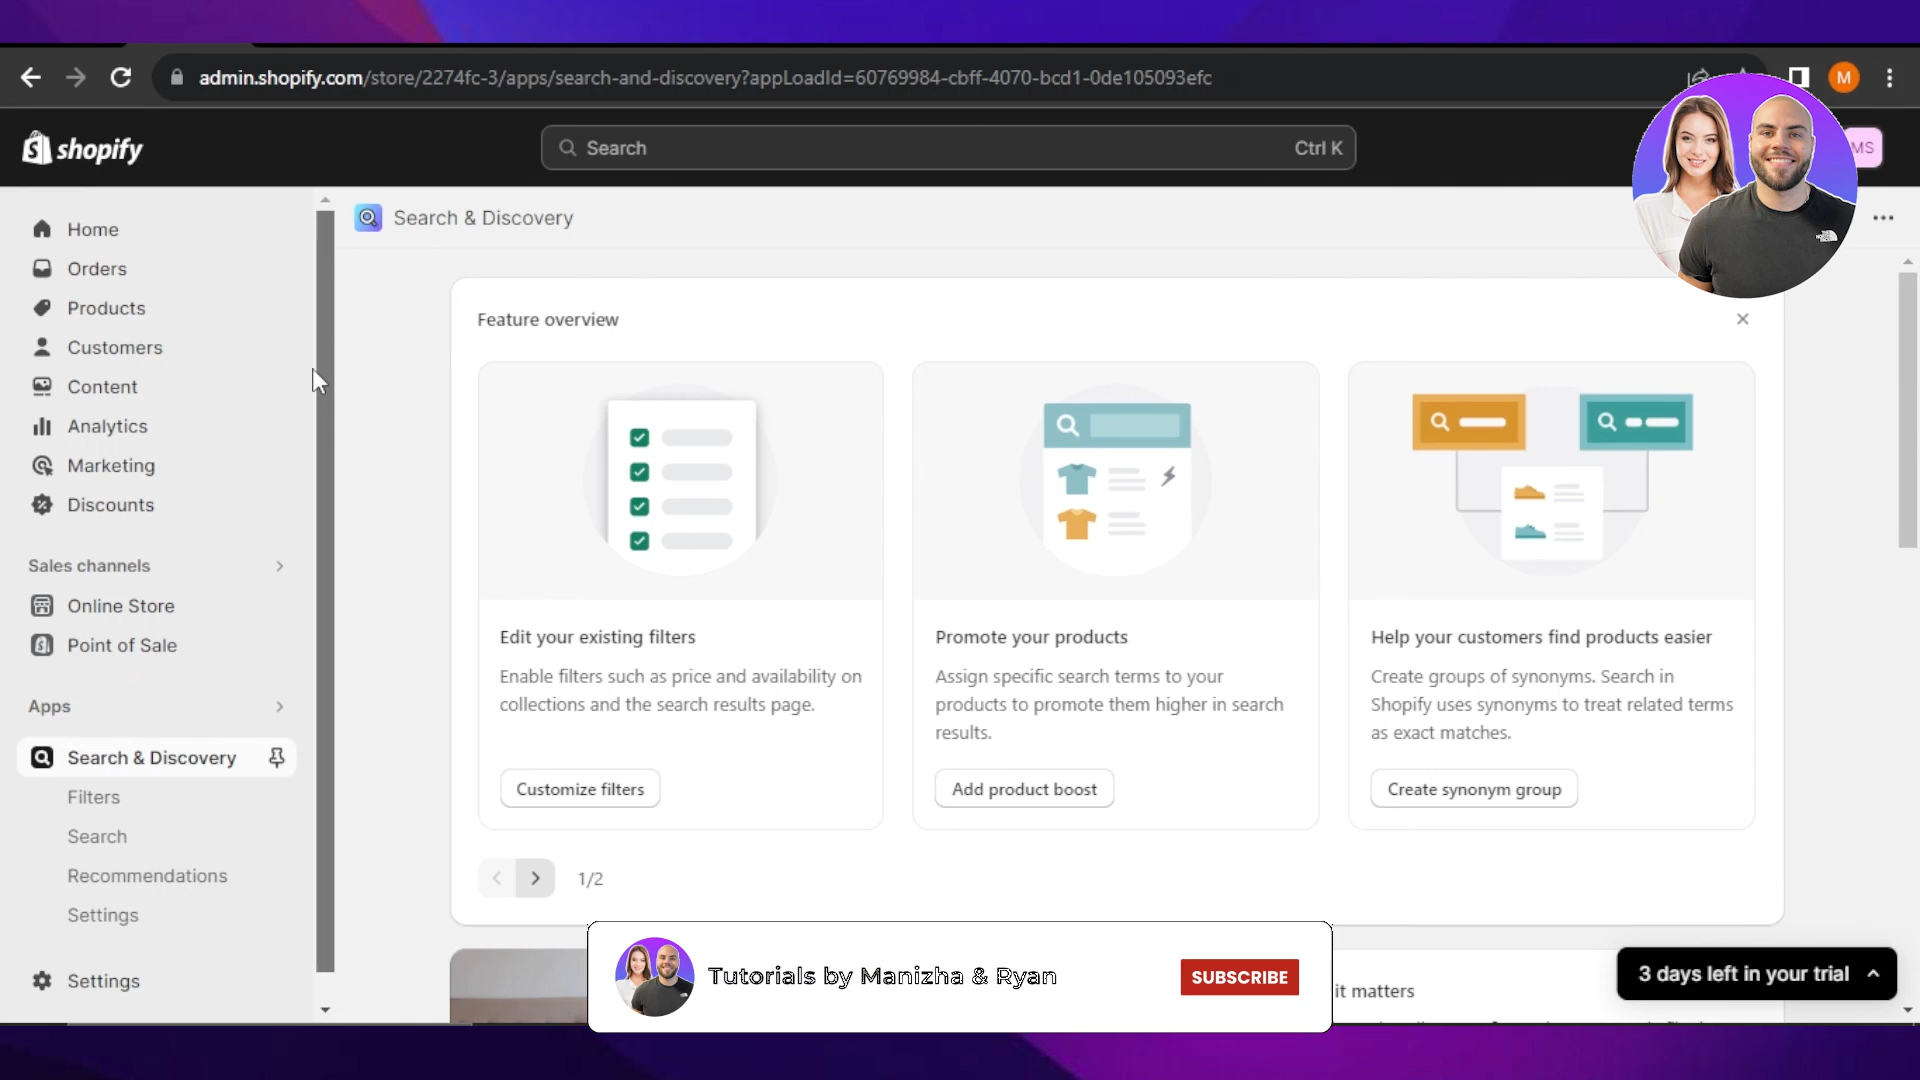 admin.shopify.com/store/2274fc-3/apps/search-and-discovery?appLoadId=60769984-cbff-4070-bcd1-0de105093efc
M
shopify
Search
Ctrl K
MS
Home
Orders
Products
Customers
Content
Analytics
Marketing
Discounts
Sales channels
Online Store
Point of Sale
Apps
Search & Discovery
Filters
Search
Recommendations
Settings
Settings
Search & Discovery
Feature overview
Edit your existing filters
Enable filters such as price and availability on
collections and the search results page.
Customize filters
Promote your products
Assign specific search terms to your
products to promote them higher in search
results.
Add product boost
Help your customers find products easier
Create groups of synonyms. Search in
Shopify uses synonyms to treat related terms
as exact matches.
Create synonym group
1/2
Tutorials by Manizha & Ryan
SUBSCRIBE
it matters
3 days left in your trial